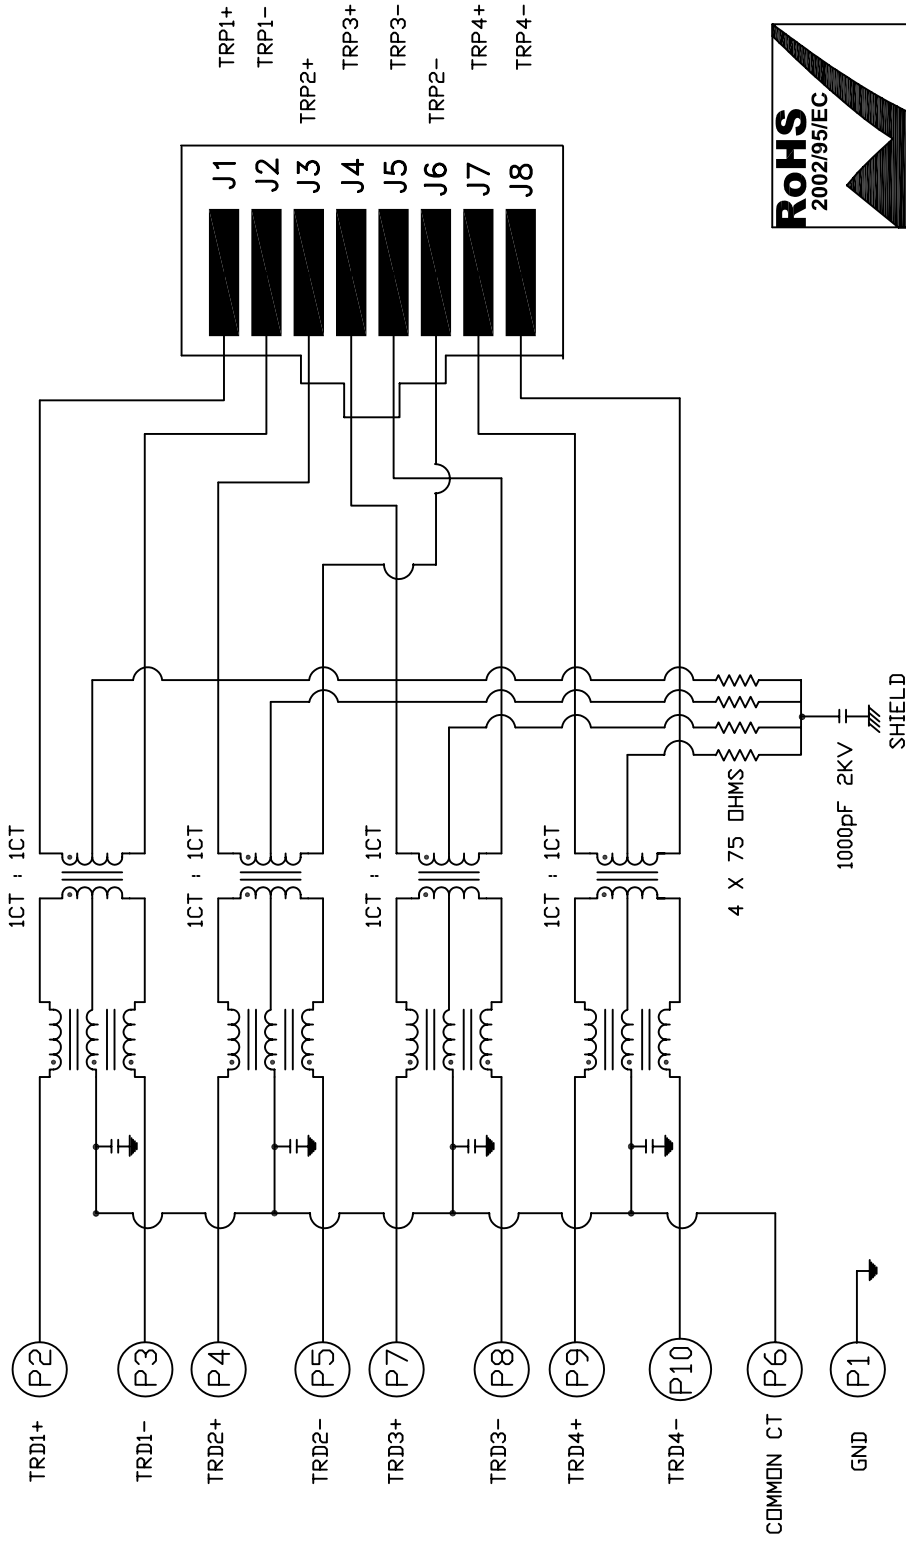 TRP1+
TRP1-
TRP2+
TRP3+
TRP3-
TRP2-
TRP4+
TRP4-
J1
J2
J3
J4
J5
J6
J7
J8
RoHS
2002/95/EC
1CT : 1CT
1CT : 1CT
1CT : 1CT
1CT : 1CT
4 X 75 OHMS
1000pF 2KV
SHIELD
P2
P3
P4
P5
P7
P8
P9
P10
P6
P1
TRD1+
TRD1-
TRD2+
TRD2-
TRD3+
TRD3-
TRD4+
TRD4-
COMMON CT
GND